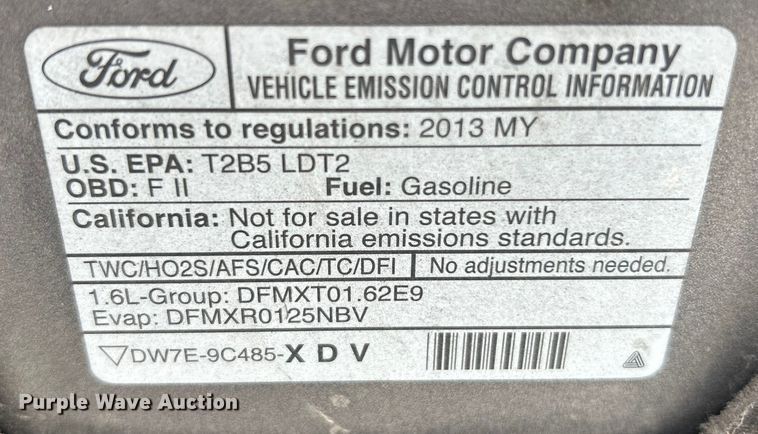 Ford
Ford Motor Company
VEHICLE EMISSION CONTROL INFORMATION
Conforms to regulations: 2013 MY
U.S. EPA: T2B5 LDT2
OBD: F II Fuel: Gasoline
California: Not for sale in states with
California emissions standards.
TWC/HO2S/AFS/CAC/TC/DFI No adjustments needed.
1.6L-Group: DFMXT01.62E9
Evap: DFMXR0125NBV
DW7E-9C485-X D V
Purple Wave Auction